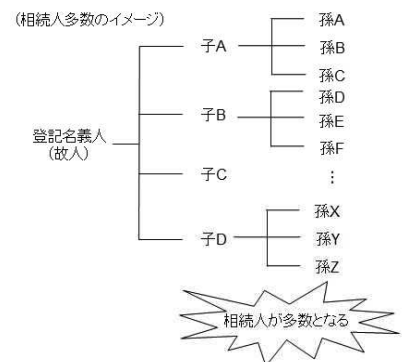 (相続人多数のイメージ)
孫A
子A
孫B
孫C
孫D
子B
孫E
孫F
登記名義人
(故人)
子C
⋮
孫X
子D
孫Y
孫Z
相続人が多数となる